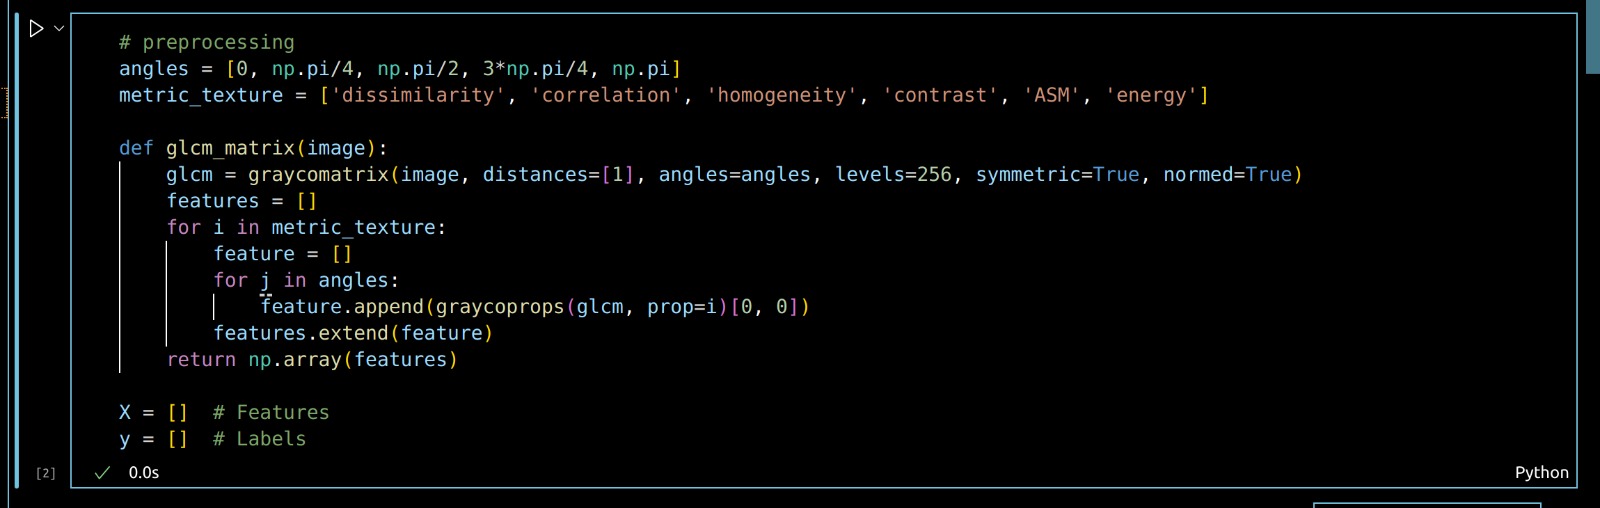 # preprocessing
angles = [0, np.pi/4, np.pi/2, 3*np.pi/4, np.pi]
metric_texture = ['dissimilarity', 'correlation', 'homogeneity', 'contrast', 'ASM', 'energy']
def glcm_matrix(image):
    glcm = graycomatrix(image, distances=[1], angles=angles, levels=256, symmetric=True, normed=True)
    features = []
    for i in metric_texture:
        feature = []
        for j in angles:
            feature.append(graycoprops(glcm, prop=i)[0, 0])
        features.extend(feature)
    return np.array(features)
X = []  # Features
y = []  # Labels
[2] 0.0s Python